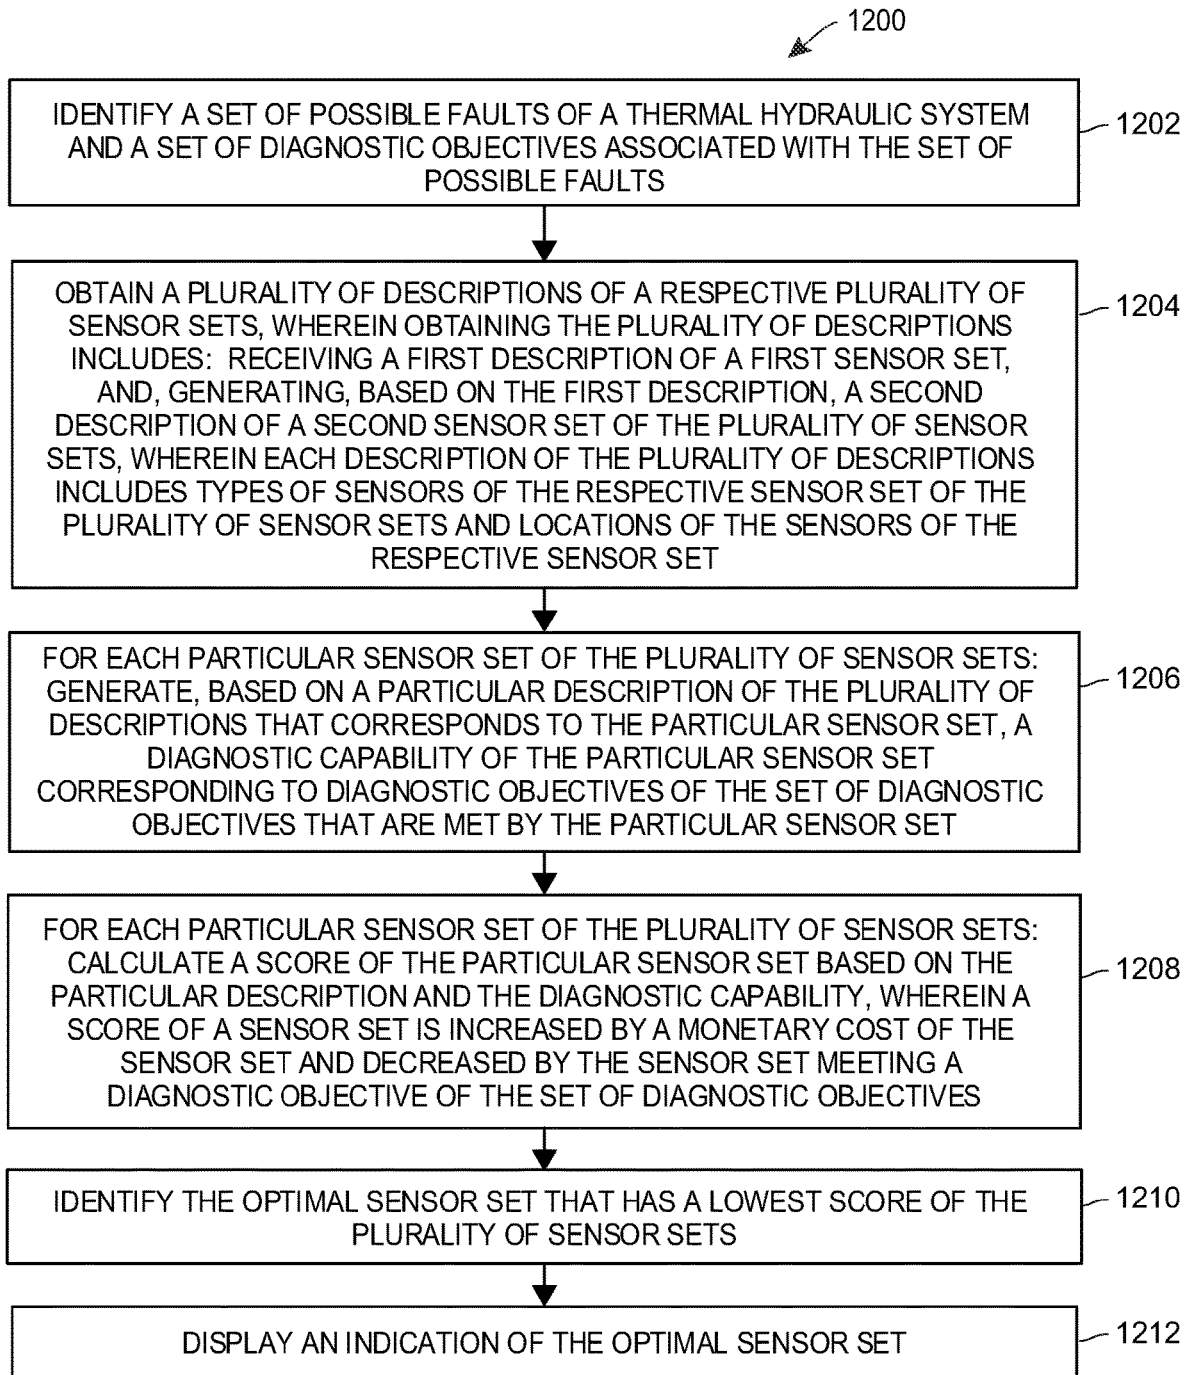 1200
IDENTIFY A SET OF POSSIBLE FAULTS OF A THERMAL HYDRAULIC SYSTEM
AND A SET OF DIAGNOSTIC OBJECTIVES ASSOCIATED WITH THE SET OF
POSSIBLE FAULTS
1202
OBTAIN A PLURALITY OF DESCRIPTIONS OF A RESPECTIVE PLURALITY OF
SENSOR SETS, WHEREIN OBTAINING THE PLURALITY OF DESCRIPTIONS
INCLUDES: RECEIVING A FIRST DESCRIPTION OF A FIRST SENSOR SET,
AND, GENERATING, BASED ON THE FIRST DESCRIPTION, A SECOND
DESCRIPTION OF A SECOND SENSOR SET OF THE PLURALITY OF SENSOR
SETS, WHEREIN EACH DESCRIPTION OF THE PLURALITY OF DESCRIPTIONS
INCLUDES TYPES OF SENSORS OF THE RESPECTIVE SENSOR SET OF THE
PLURALITY OF SENSOR SETS AND LOCATIONS OF THE SENSORS OF THE
RESPECTIVE SENSOR SET
1204
FOR EACH PARTICULAR SENSOR SET OF THE PLURALITY OF SENSOR SETS:
GENERATE, BASED ON A PARTICULAR DESCRIPTION OF THE PLURALITY OF
DESCRIPTIONS THAT CORRESPONDS TO THE PARTICULAR SENSOR SET, A
DIAGNOSTIC CAPABILITY OF THE PARTICULAR SENSOR SET
CORRESPONDING TO DIAGNOSTIC OBJECTIVES OF THE SET OF DIAGNOSTIC
OBJECTIVES THAT ARE MET BY THE PARTICULAR SENSOR SET
1206
FOR EACH PARTICULAR SENSOR SET OF THE PLURALITY OF SENSOR SETS:
CALCULATE A SCORE OF THE PARTICULAR SENSOR SET BASED ON THE
PARTICULAR DESCRIPTION AND THE DIAGNOSTIC CAPABILITY, WHEREIN A
SCORE OF A SENSOR SET IS INCREASED BY A MONETARY COST OF THE
SENSOR SET AND DECREASED BY THE SENSOR SET MEETING A
DIAGNOSTIC OBJECTIVE OF THE SET OF DIAGNOSTIC OBJECTIVES
1208
IDENTIFY THE OPTIMAL SENSOR SET THAT HAS A LOWEST SCORE OF THE
PLURALITY OF SENSOR SETS
1210
DISPLAY AN INDICATION OF THE OPTIMAL SENSOR SET
1212